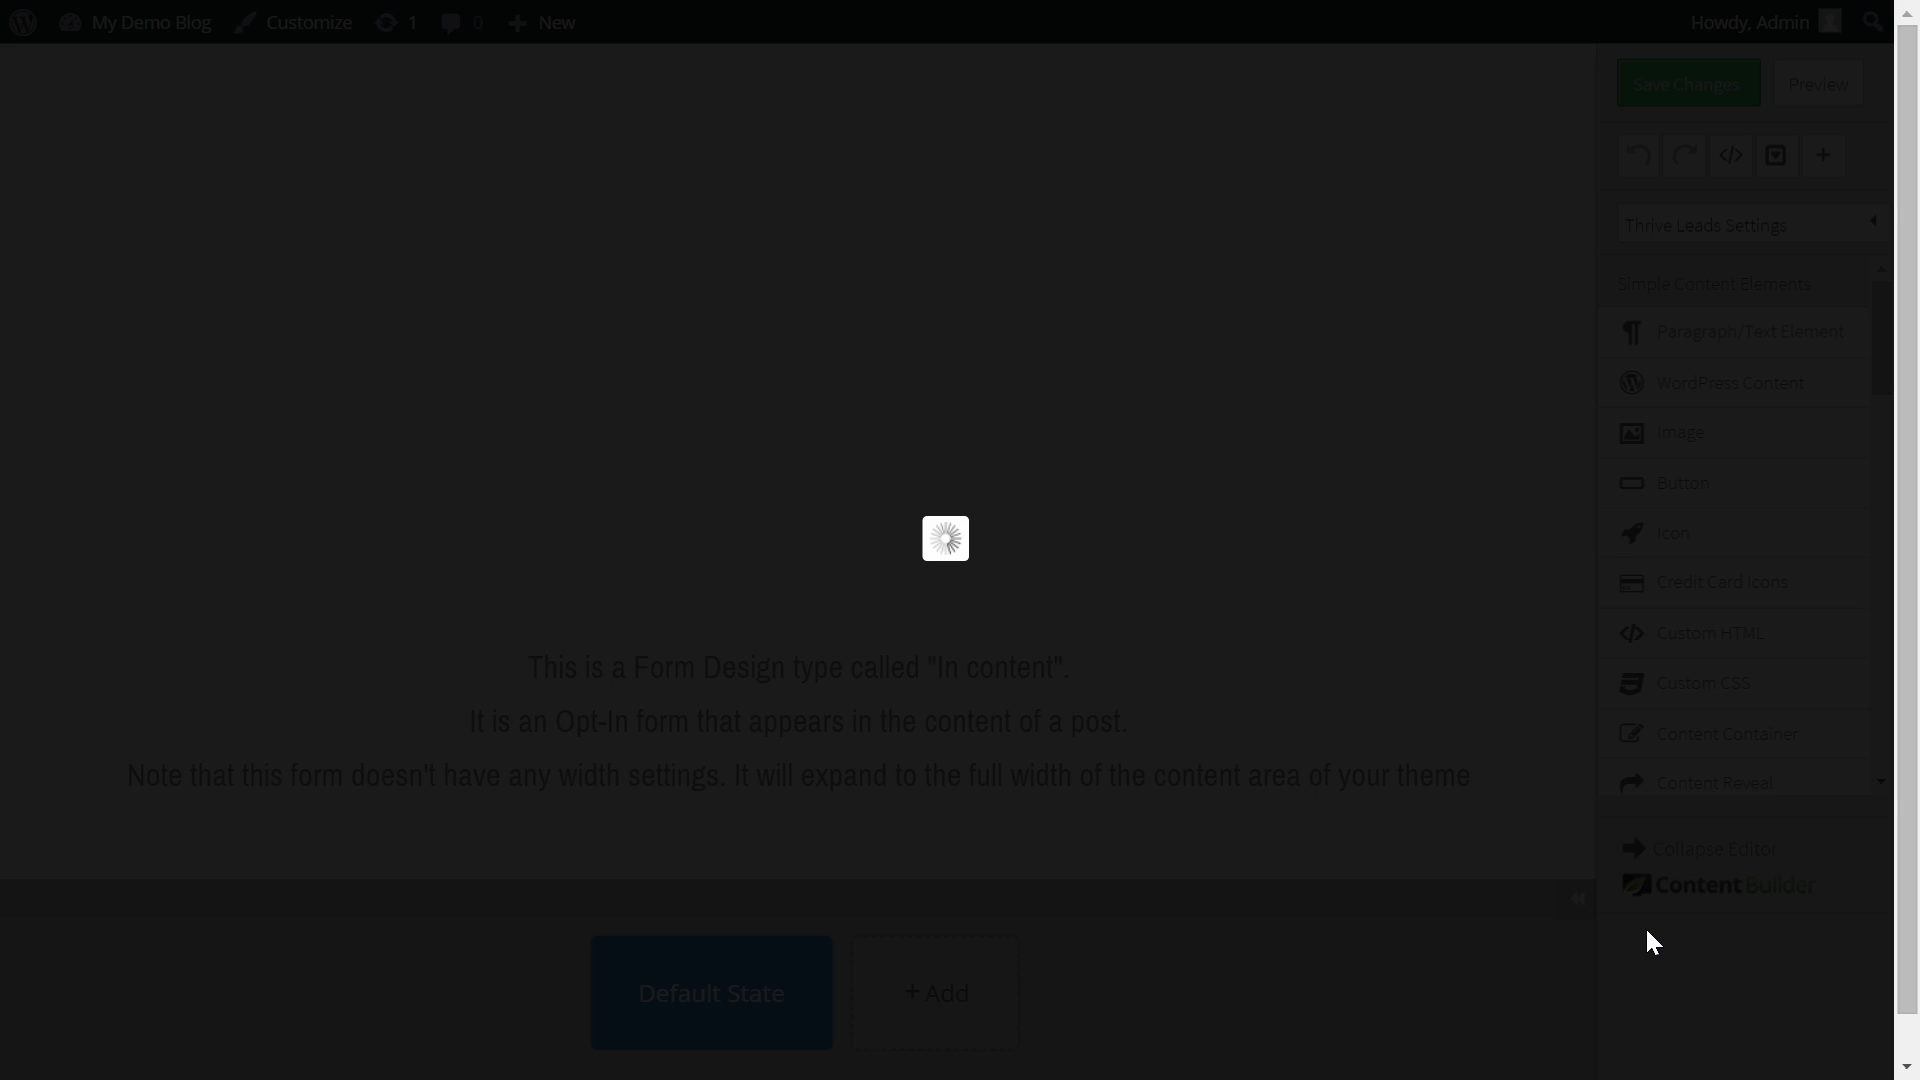 My Demo Blog Customize 1 0 New Howdy, Admin
Save Changes Preview
Thrive Leads Settings
Simple Content Elements
Paragraph/Text Element
WordPress Content
Image
Button
Icon
Credit Card Icons
Custom HTML
Custom CSS
Content Container
Content Reveal
This is a Form Design type called "In content".
It is an Opt-In form that appears in the content of a post.
Note that this form doesn't have any width settings. It will expand to the full width of the content area of your theme
Collapse Editor
Content Builder
Default State
+ Add